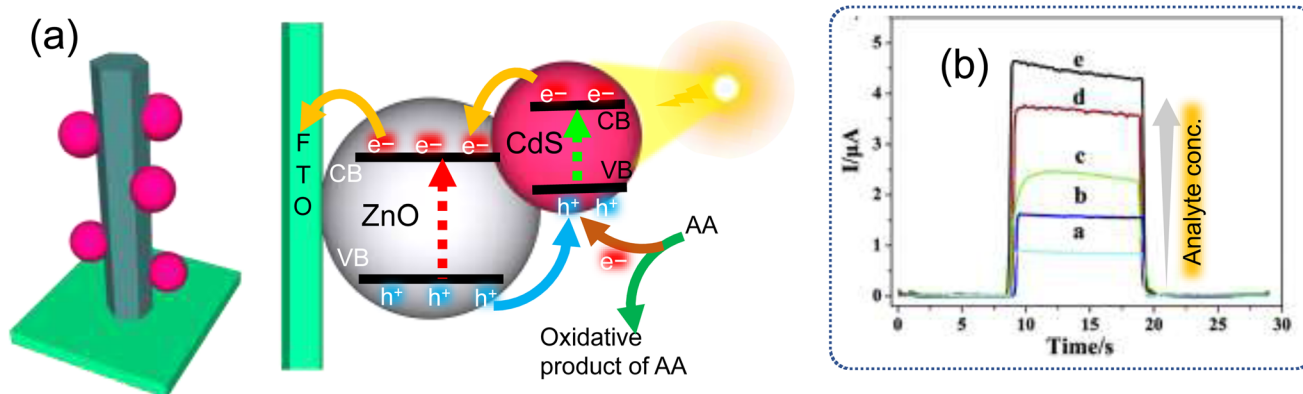 (a)
F
T
O
e− e− e−
CB
ZnO
VB
h+ h+ h+
e− e−
CB
CdS
VB
h+ h+
AA
e−
Oxidative
product of AA
(b)
I/µA
5
4
3
2
1
0
e
d
c
b
a
Analyte conc.
0 5 10 15 20 25 30
Time/s